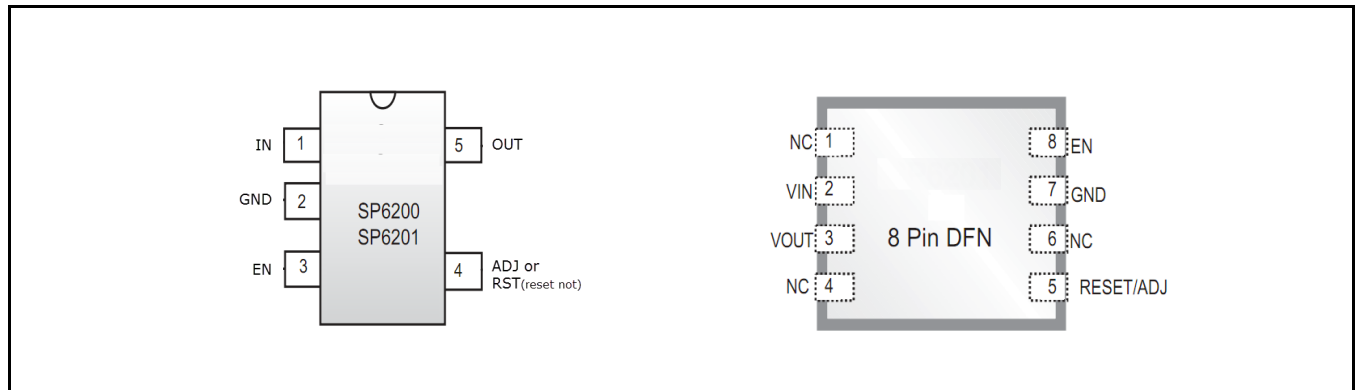 IN 1
GND 2
EN 3
5 OUT
4 ADJ or
RST(reset not)
SP6200
SP6201
NC 1
VIN 2
VOUT 3
NC 4
8 Pin DFN
8 EN
7 GND
6 NC
5 RESET/ADJ